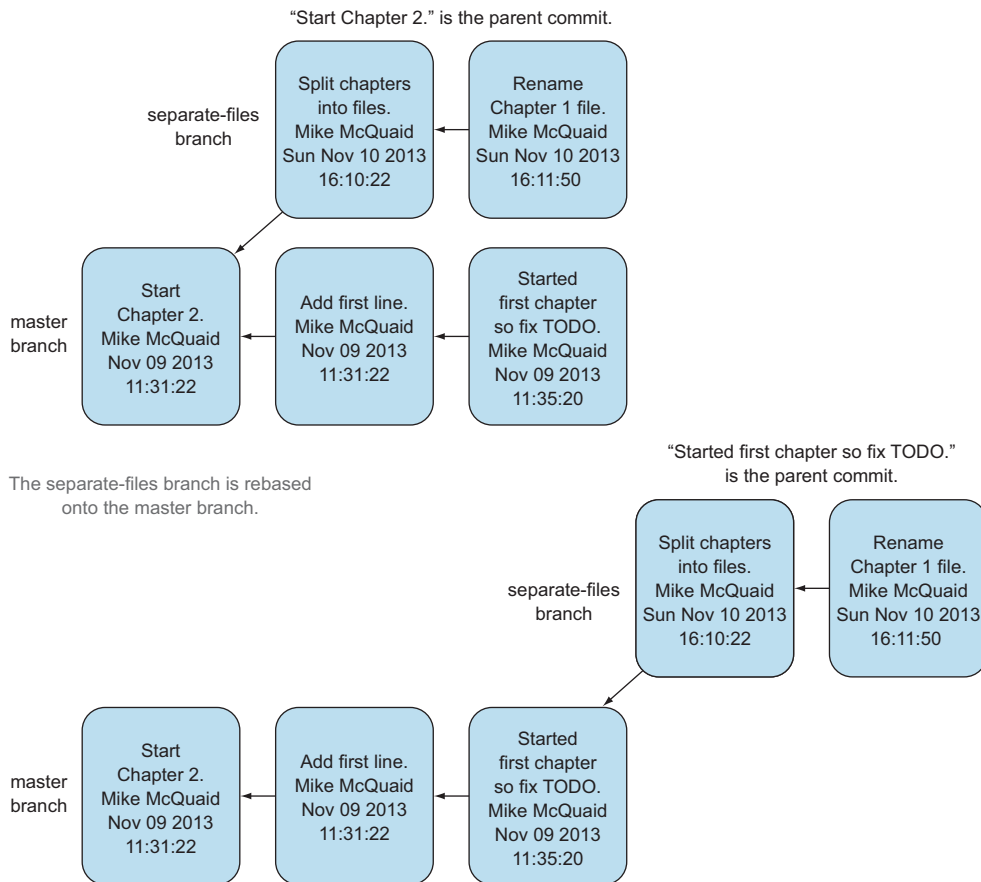 “Start Chapter 2.” is the parent commit.
separate-files
branch
Split chapters
into files.
Mike McQuaid
Sun Nov 10 2013
16:10:22
Rename
Chapter 1 file.
Mike McQuaid
Sun Nov 10 2013
16:11:50
master
branch
Start
Chapter 2.
Mike McQuaid
Nov 09 2013
11:31:22
Add first line.
Mike McQuaid
Nov 09 2013
11:31:22
Started
first chapter
so fix TODO.
Mike McQuaid
Nov 09 2013
11:35:20
The separate-files branch is rebased
onto the master branch.
“Started first chapter so fix TODO.”
is the parent commit.
separate-files
branch
Split chapters
into files.
Mike McQuaid
Sun Nov 10 2013
16:10:22
Rename
Chapter 1 file.
Mike McQuaid
Sun Nov 10 2013
16:11:50
master
branch
Start
Chapter 2.
Mike McQuaid
Nov 09 2013
11:31:22
Add first line.
Mike McQuaid
Nov 09 2013
11:31:22
Started
first chapter
so fix TODO.
Mike McQuaid
Nov 09 2013
11:35:20